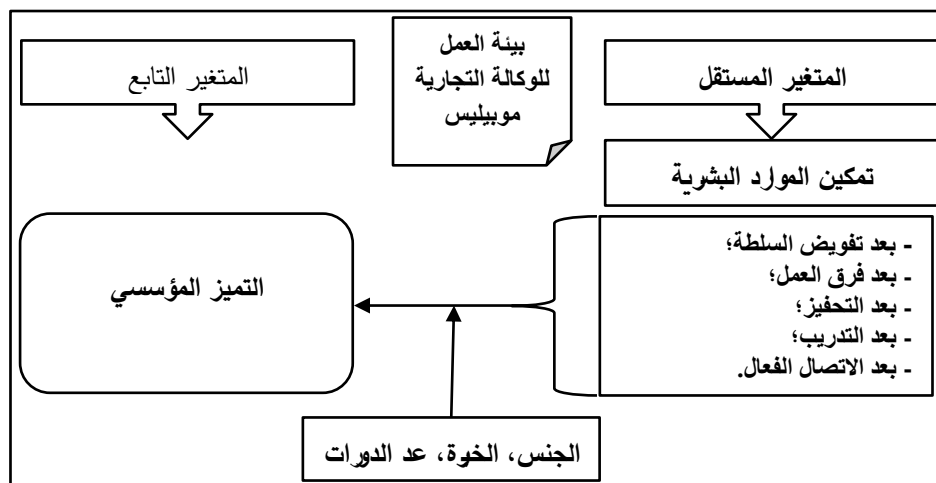 المتغير المستقل
بيئة العمل
للوكالة التجارية
موبيليس
المتغير التابع
تمكين الموارد البشرية
- بعد تفويض السلطة؛
- بعد فرق العمل؛
- بعد التحفيز؛
- بعد التدريب؛
- بعد الاتصال الفعال.
التميز المؤسسي
الجنس، الخبرة، عد الدورات